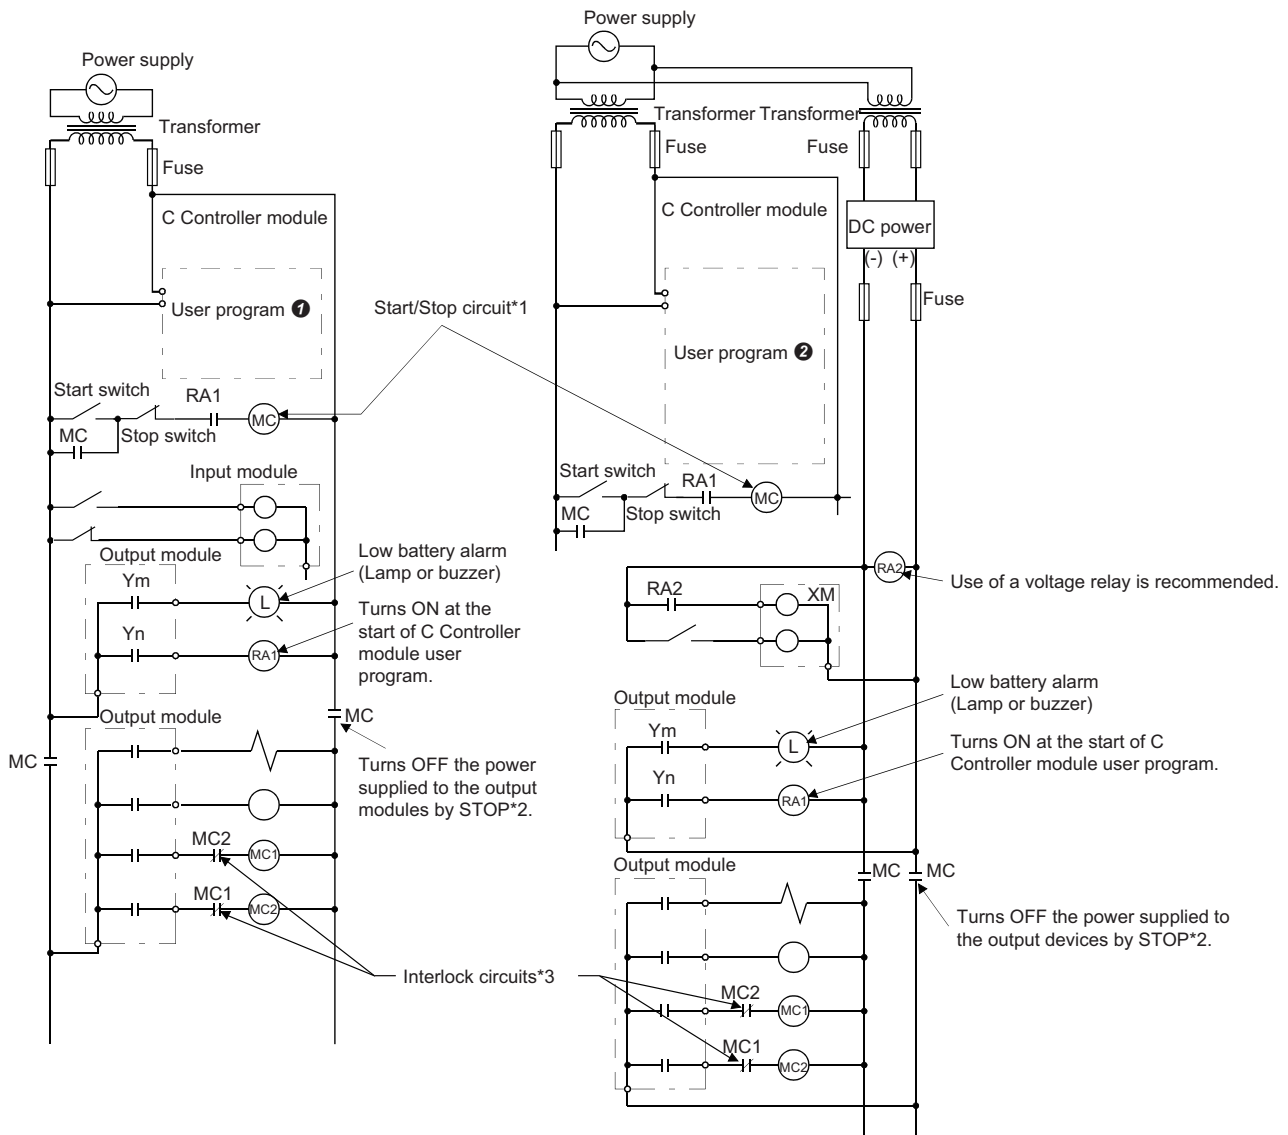 Power supply
Transformer
Fuse
C Controller module
User program ❶
Start/Stop circuit*1
Start switch
RA1
MC
MC
Stop switch
Input module
Output module
Ym
L
Low battery alarm
(Lamp or buzzer)
Yn
RA1
Turns ON at the
start of C Controller
module user
program.
Output module
MC
MC
Turns OFF the power
supplied to the output
modules by STOP*2.
MC2
MC1
MC1
MC2
Interlock circuits*3
Power supply
Transformer
Transformer
Fuse
Fuse
C Controller module
DC power
(-)
(+)
Fuse
User program ❷
Start switch
RA1
MC
MC
Stop switch
RA2
Use of a voltage relay is recommended.
RA2
XM
Output module
Ym
L
Low battery alarm
(Lamp or buzzer)
Yn
RA1
Turns ON at the start of C
Controller module user program.
Output module
MC
MC
Turns OFF the power supplied to
the output devices by STOP*2.
MC2
MC1
MC1
MC2